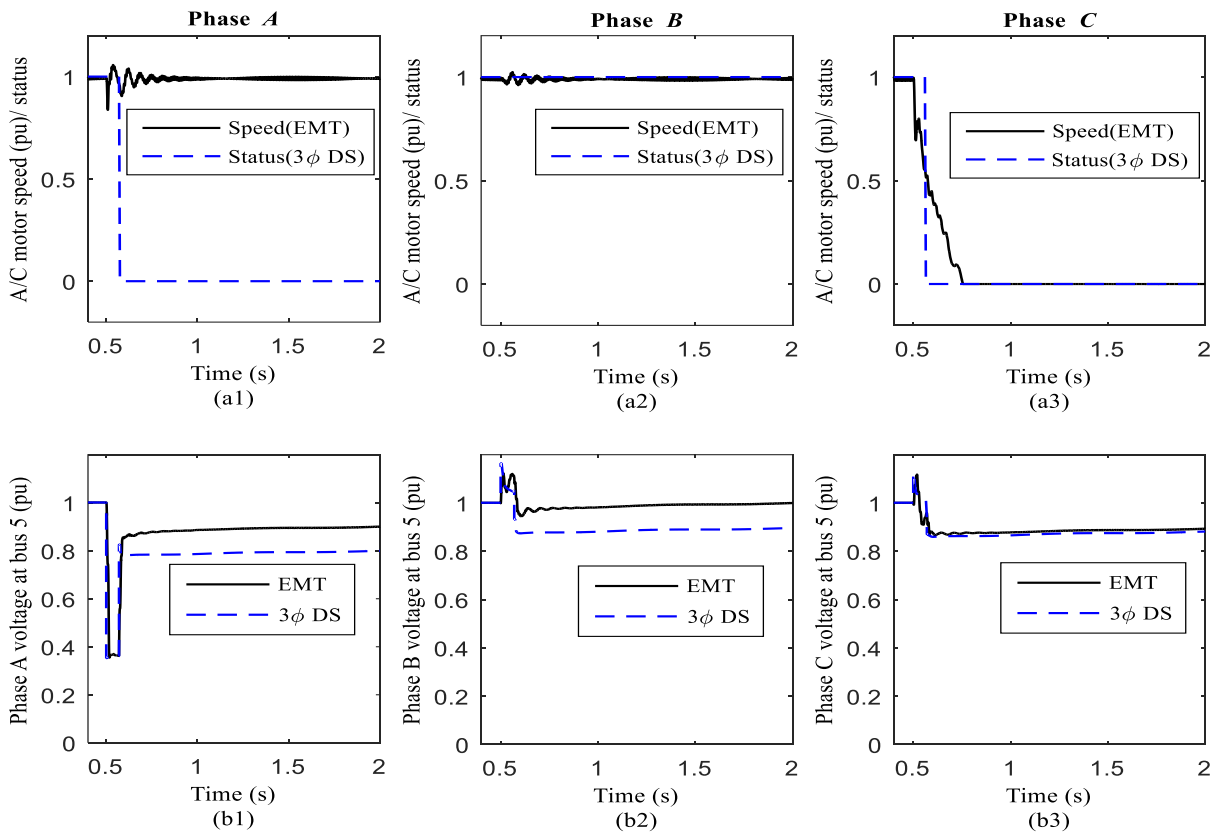 Phase A
A/C motor speed (pu)/ status
1
0.5
0
Speed(EMT)
Status(3ϕ DS)
0.5 1 1.5 2
Time (s)
(a1)
Phase B
A/C motor speed (pu)/ status
1
0.5
0
Speed(EMT)
Status(3ϕ DS)
0.5 1 1.5 2
Time (s)
(a2)
Phase C
A/C motor speed (pu)/ status
1
0.5
0
Speed(EMT)
Status(3ϕ DS)
0.5 1 1.5 2
Time (s)
(a3)
Phase A voltage at bus 5 (pu)
1
0.8
0.6
0.4
0.2
0
EMT
3ϕ DS
0.5 1 1.5 2
Time (s)
(b1)
Phase B voltage at bus 5 (pu)
1
0.8
0.6
0.4
0.2
0
EMT
3ϕ DS
0.5 1 1.5 2
Time (s)
(b2)
Phase C voltage at bus 5 (pu)
1
0.8
0.6
0.4
0.2
0
EMT
3ϕ DS
0.5 1 1.5 2
Time (s)
(b3)